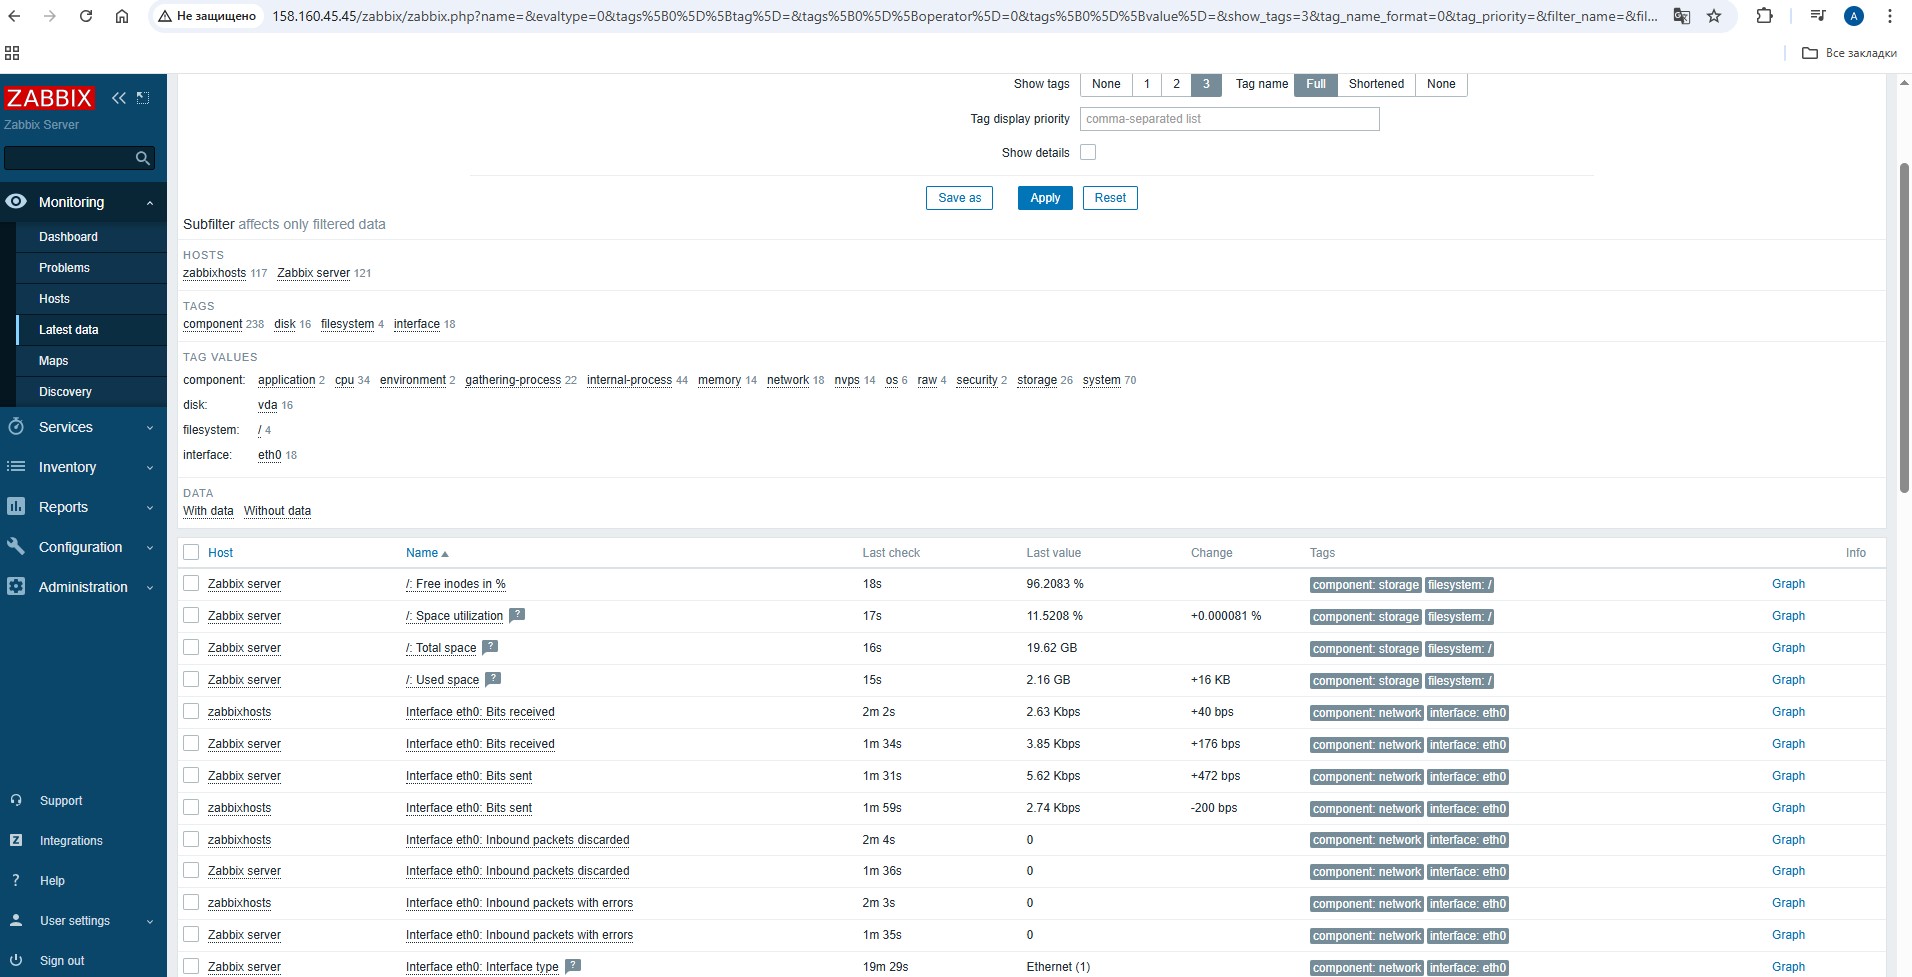 Не защищено 158.160.45.45/zabbix/zabbix.php?name=&evaltype=0&tags%5B0%5D%5Btag%5D=&tags%5B0%5D%5Boperator%5D=0&tags%5B0%5D%5Bvalue%5D=&show_tags=3&tag_name_format=0&tag_priority=&filter_name=&fil... A
Все закладки
ZABBIX
Zabbix Server
Monitoring
Dashboard
Problems
Hosts
Latest data
Maps
Discovery
Services
Inventory
Reports
Configuration
Administration
Support
Z Integrations
? Help
User settings
Sign out
Show tags None 1 2 3 Tag name Full Shortened None
Tag display priority comma-separated list
Show details
Save as Apply Reset
Subfilter affects only filtered data
HOSTS
zabbixhosts 117 Zabbix server 121
TAGS
component 238 disk 16 filesystem 4 interface 18
TAG VALUES
component: application 2 cpu 34 environment 2 gathering-process 22 internal-process 44 memory 14 network 18 nvps 14 os 6 raw 4 security 2 storage 26 system 70
disk: vda 16
filesystem: / 4
interface: eth0 18
DATA
With data Without data
Host Name Last check Last value Change Tags Info
Zabbix server /: Free inodes in % 18s 96.2083 % component: storage filesystem: / Graph
Zabbix server /: Space utilization ? 17s 11.5208 % +0.000081 % component: storage filesystem: / Graph
Zabbix server /: Total space ? 16s 19.62 GB component: storage filesystem: / Graph
Zabbix server /: Used space ? 15s 2.16 GB +16 KB component: storage filesystem: / Graph
zabbixhosts Interface eth0: Bits received 2m 2s 2.63 Kbps +40 bps component: network interface: eth0 Graph
Zabbix server Interface eth0: Bits received 1m 34s 3.85 Kbps +176 bps component: network interface: eth0 Graph
Zabbix server Interface eth0: Bits sent 1m 31s 5.62 Kbps +472 bps component: network interface: eth0 Graph
zabbixhosts Interface eth0: Bits sent 1m 59s 2.74 Kbps -200 bps component: network interface: eth0 Graph
zabbixhosts Interface eth0: Inbound packets discarded 2m 4s 0 component: network interface: eth0 Graph
Zabbix server Interface eth0: Inbound packets discarded 1m 36s 0 component: network interface: eth0 Graph
zabbixhosts Interface eth0: Inbound packets with errors 2m 3s 0 component: network interface: eth0 Graph
Zabbix server Interface eth0: Inbound packets with errors 1m 35s 0 component: network interface: eth0 Graph
Zabbix server Interface eth0: Interface type ? 19m 29s Ethernet (1) component: network interface: eth0 Graph